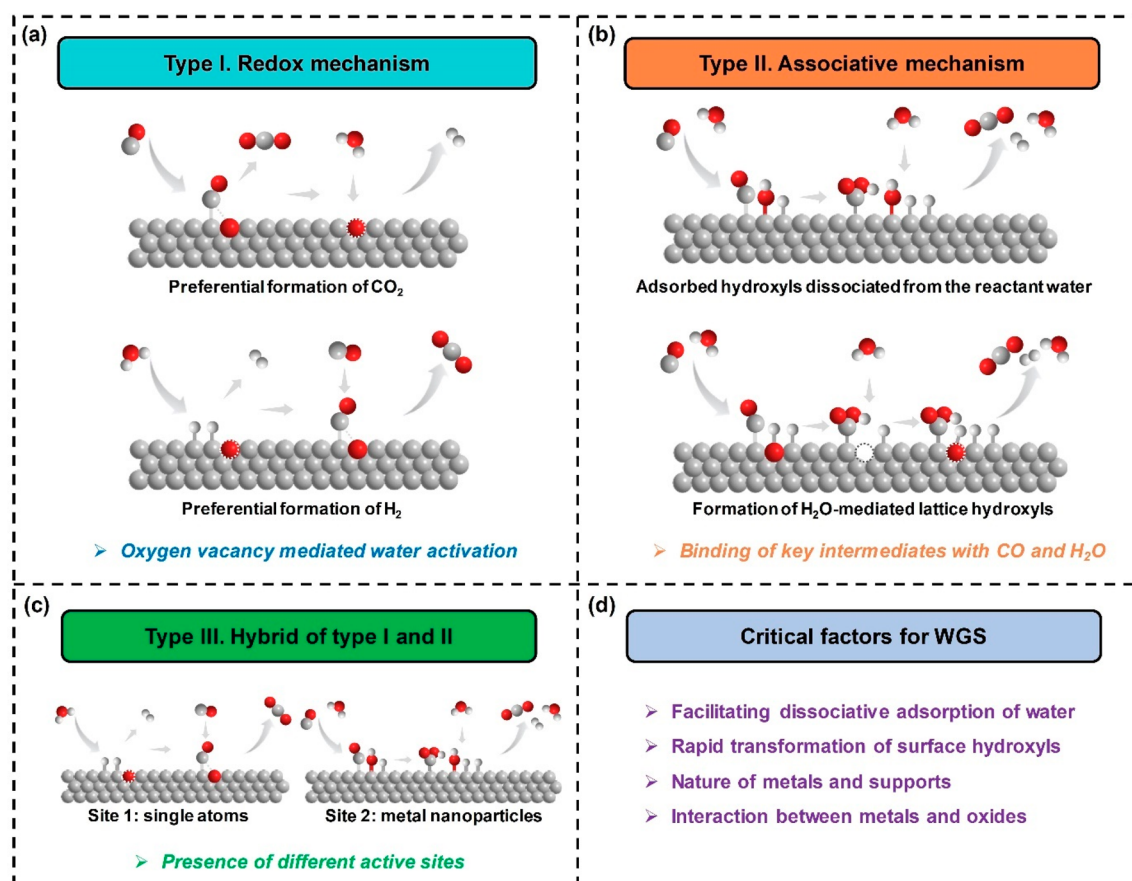 (a)
Type I. Redox mechanism
Preferential formation of CO₂
Preferential formation of H₂
➢ Oxygen vacancy mediated water activation
(b)
Type II. Associative mechanism
Adsorbed hydroxyls dissociated from the reactant water
Formation of H₂O-mediated lattice hydroxyls
➢ Binding of key intermediates with CO and H₂O
(c)
Type III. Hybrid of type I and II
Site 1: single atoms
Site 2: metal nanoparticles
➢ Presence of different active sites
(d)
Critical factors for WGS
➢ Facilitating dissociative adsorption of water
➢ Rapid transformation of surface hydroxyls
➢ Nature of metals and supports
➢ Interaction between metals and oxides